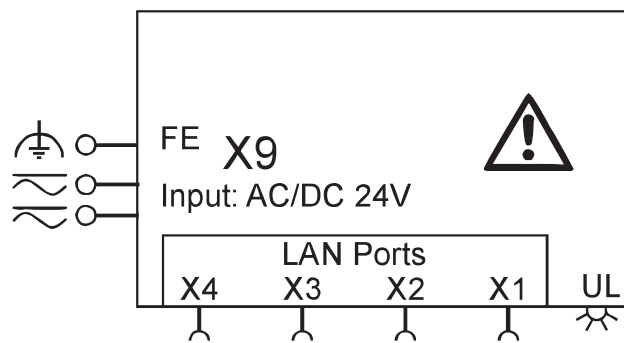 FE X9
Input: AC/DC 24V
LAN Ports
X4 X3 X2 X1 UL